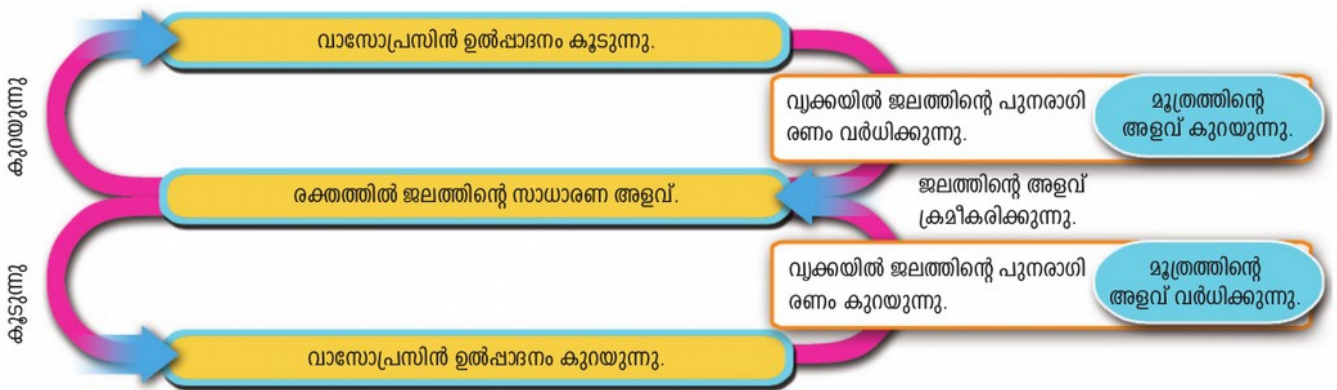 വാസോപ്രസിൻ ഉൽപ്പാദനം കൂടുന്നു.
കുറയുന്നു
വൃക്കയിൽ ജലത്തിന്റെ പുനരാഗി
രണം വർധിക്കുന്നു.
മൂത്രത്തിന്റെ
അളവ് കുറയുന്നു.
രക്തത്തിൽ ജലത്തിന്റെ സാധാരണ അളവ്.
ജലത്തിന്റെ അളവ്
ക്രമീകരിക്കുന്നു.
കൂടുന്നു
വൃക്കയിൽ ജലത്തിന്റെ പുനരാഗി
രണം കുറയുന്നു.
മൂത്രത്തിന്റെ
അളവ് വർധിക്കുന്നു.
വാസോപ്രസിൻ ഉൽപ്പാദനം കുറയുന്നു.